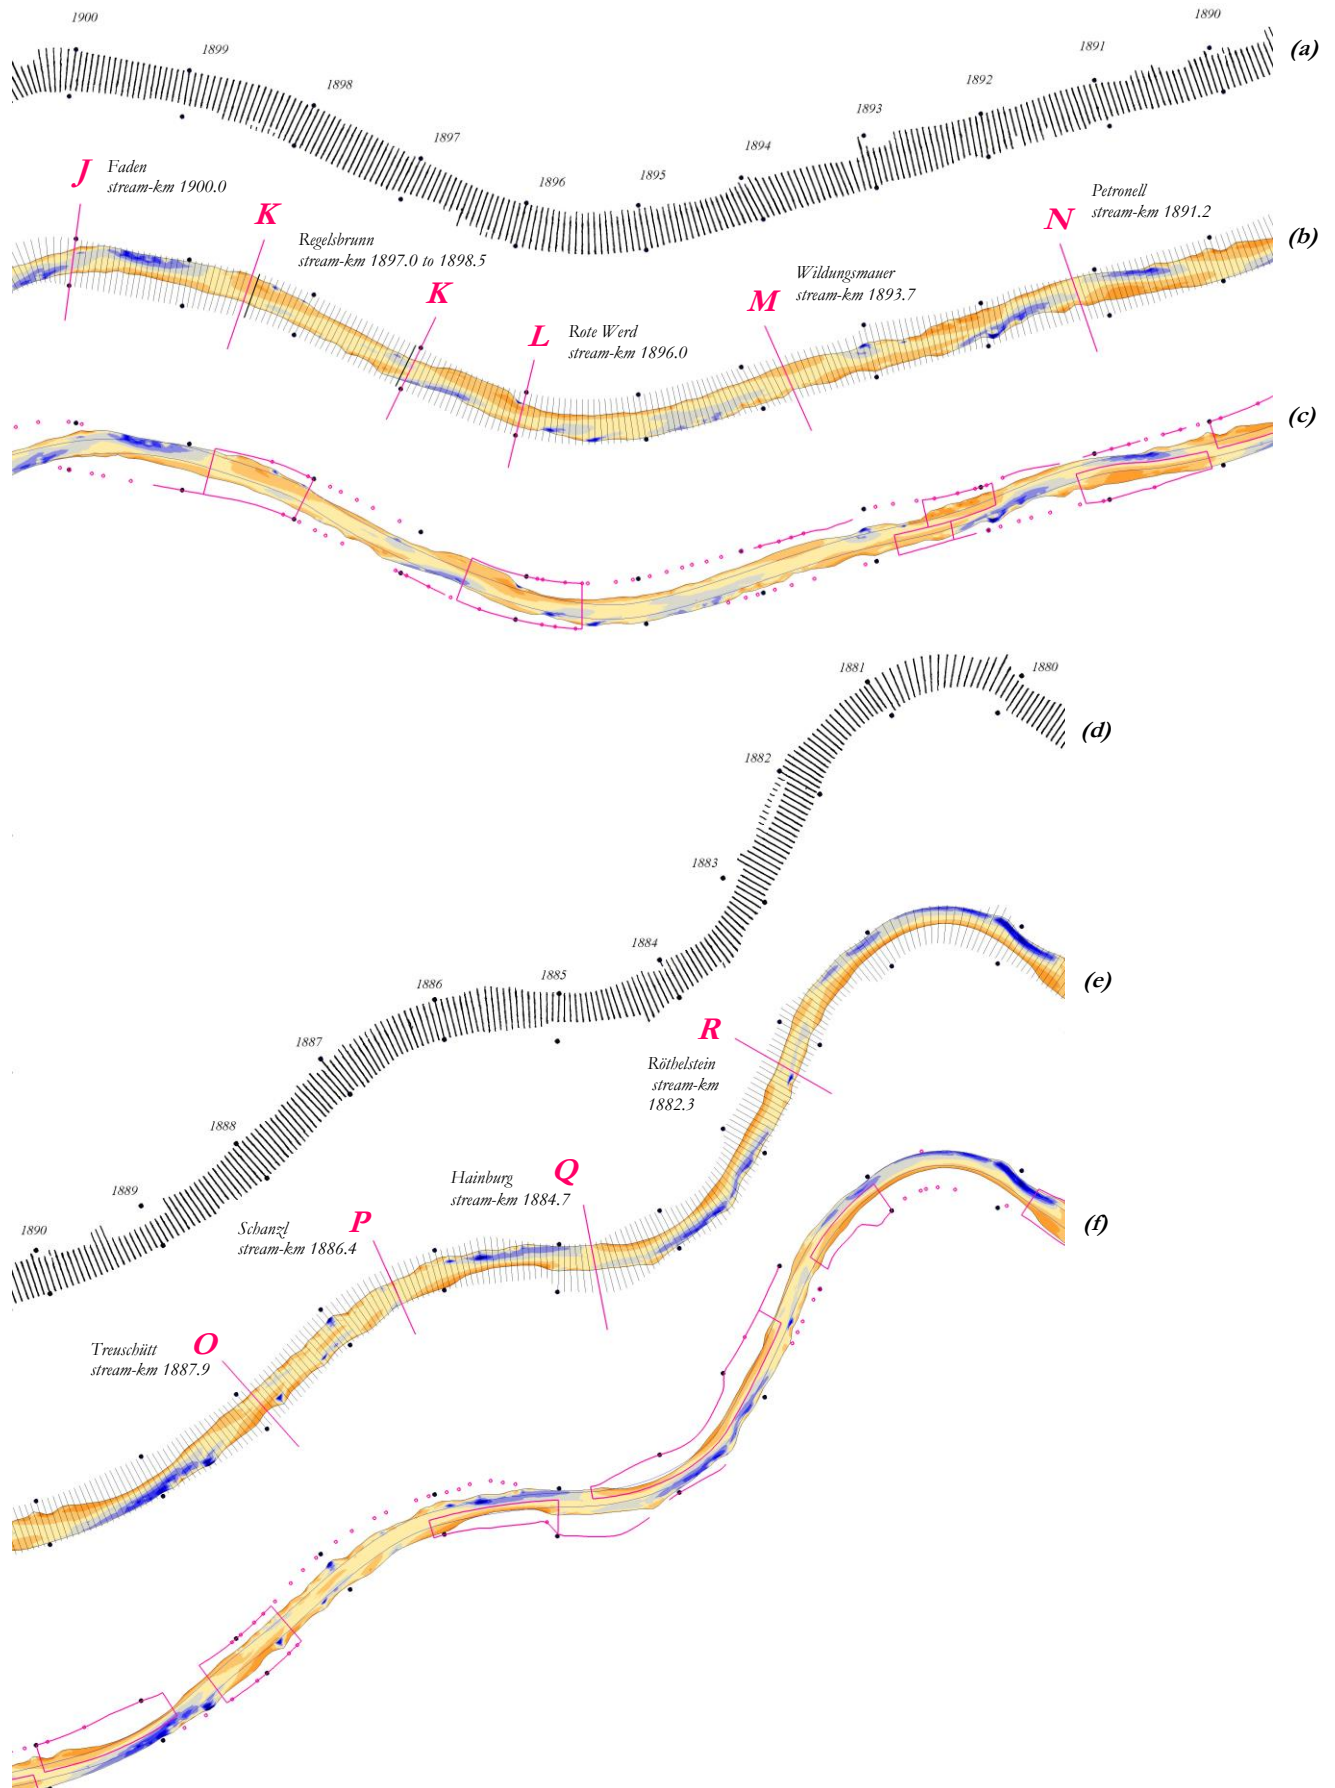 1900
1890
1899
(a)
1891
1898
1892
1893
1897
1894
J
Faden
stream-km 1900.0
1896
1895
K
N
Petronell
stream-km 1891.2
Regelsbrunn
stream-km 1897.0 to 1898.5
(b)
K
M
Wildungsmauer
stream-km 1893.7
L
Rote Werd
stream-km 1896.0
(c)
1881
1880
(d)
1882
1883
1884
1885
1886
(e)
R
1887
Röthelstein
stream-km
1882.3
1888
Hainburg
stream-km 1884.7
Q
1889
1890
Schanzl
stream-km 1886.4
P
(f)
Treuschütt
stream-km 1887.9
O